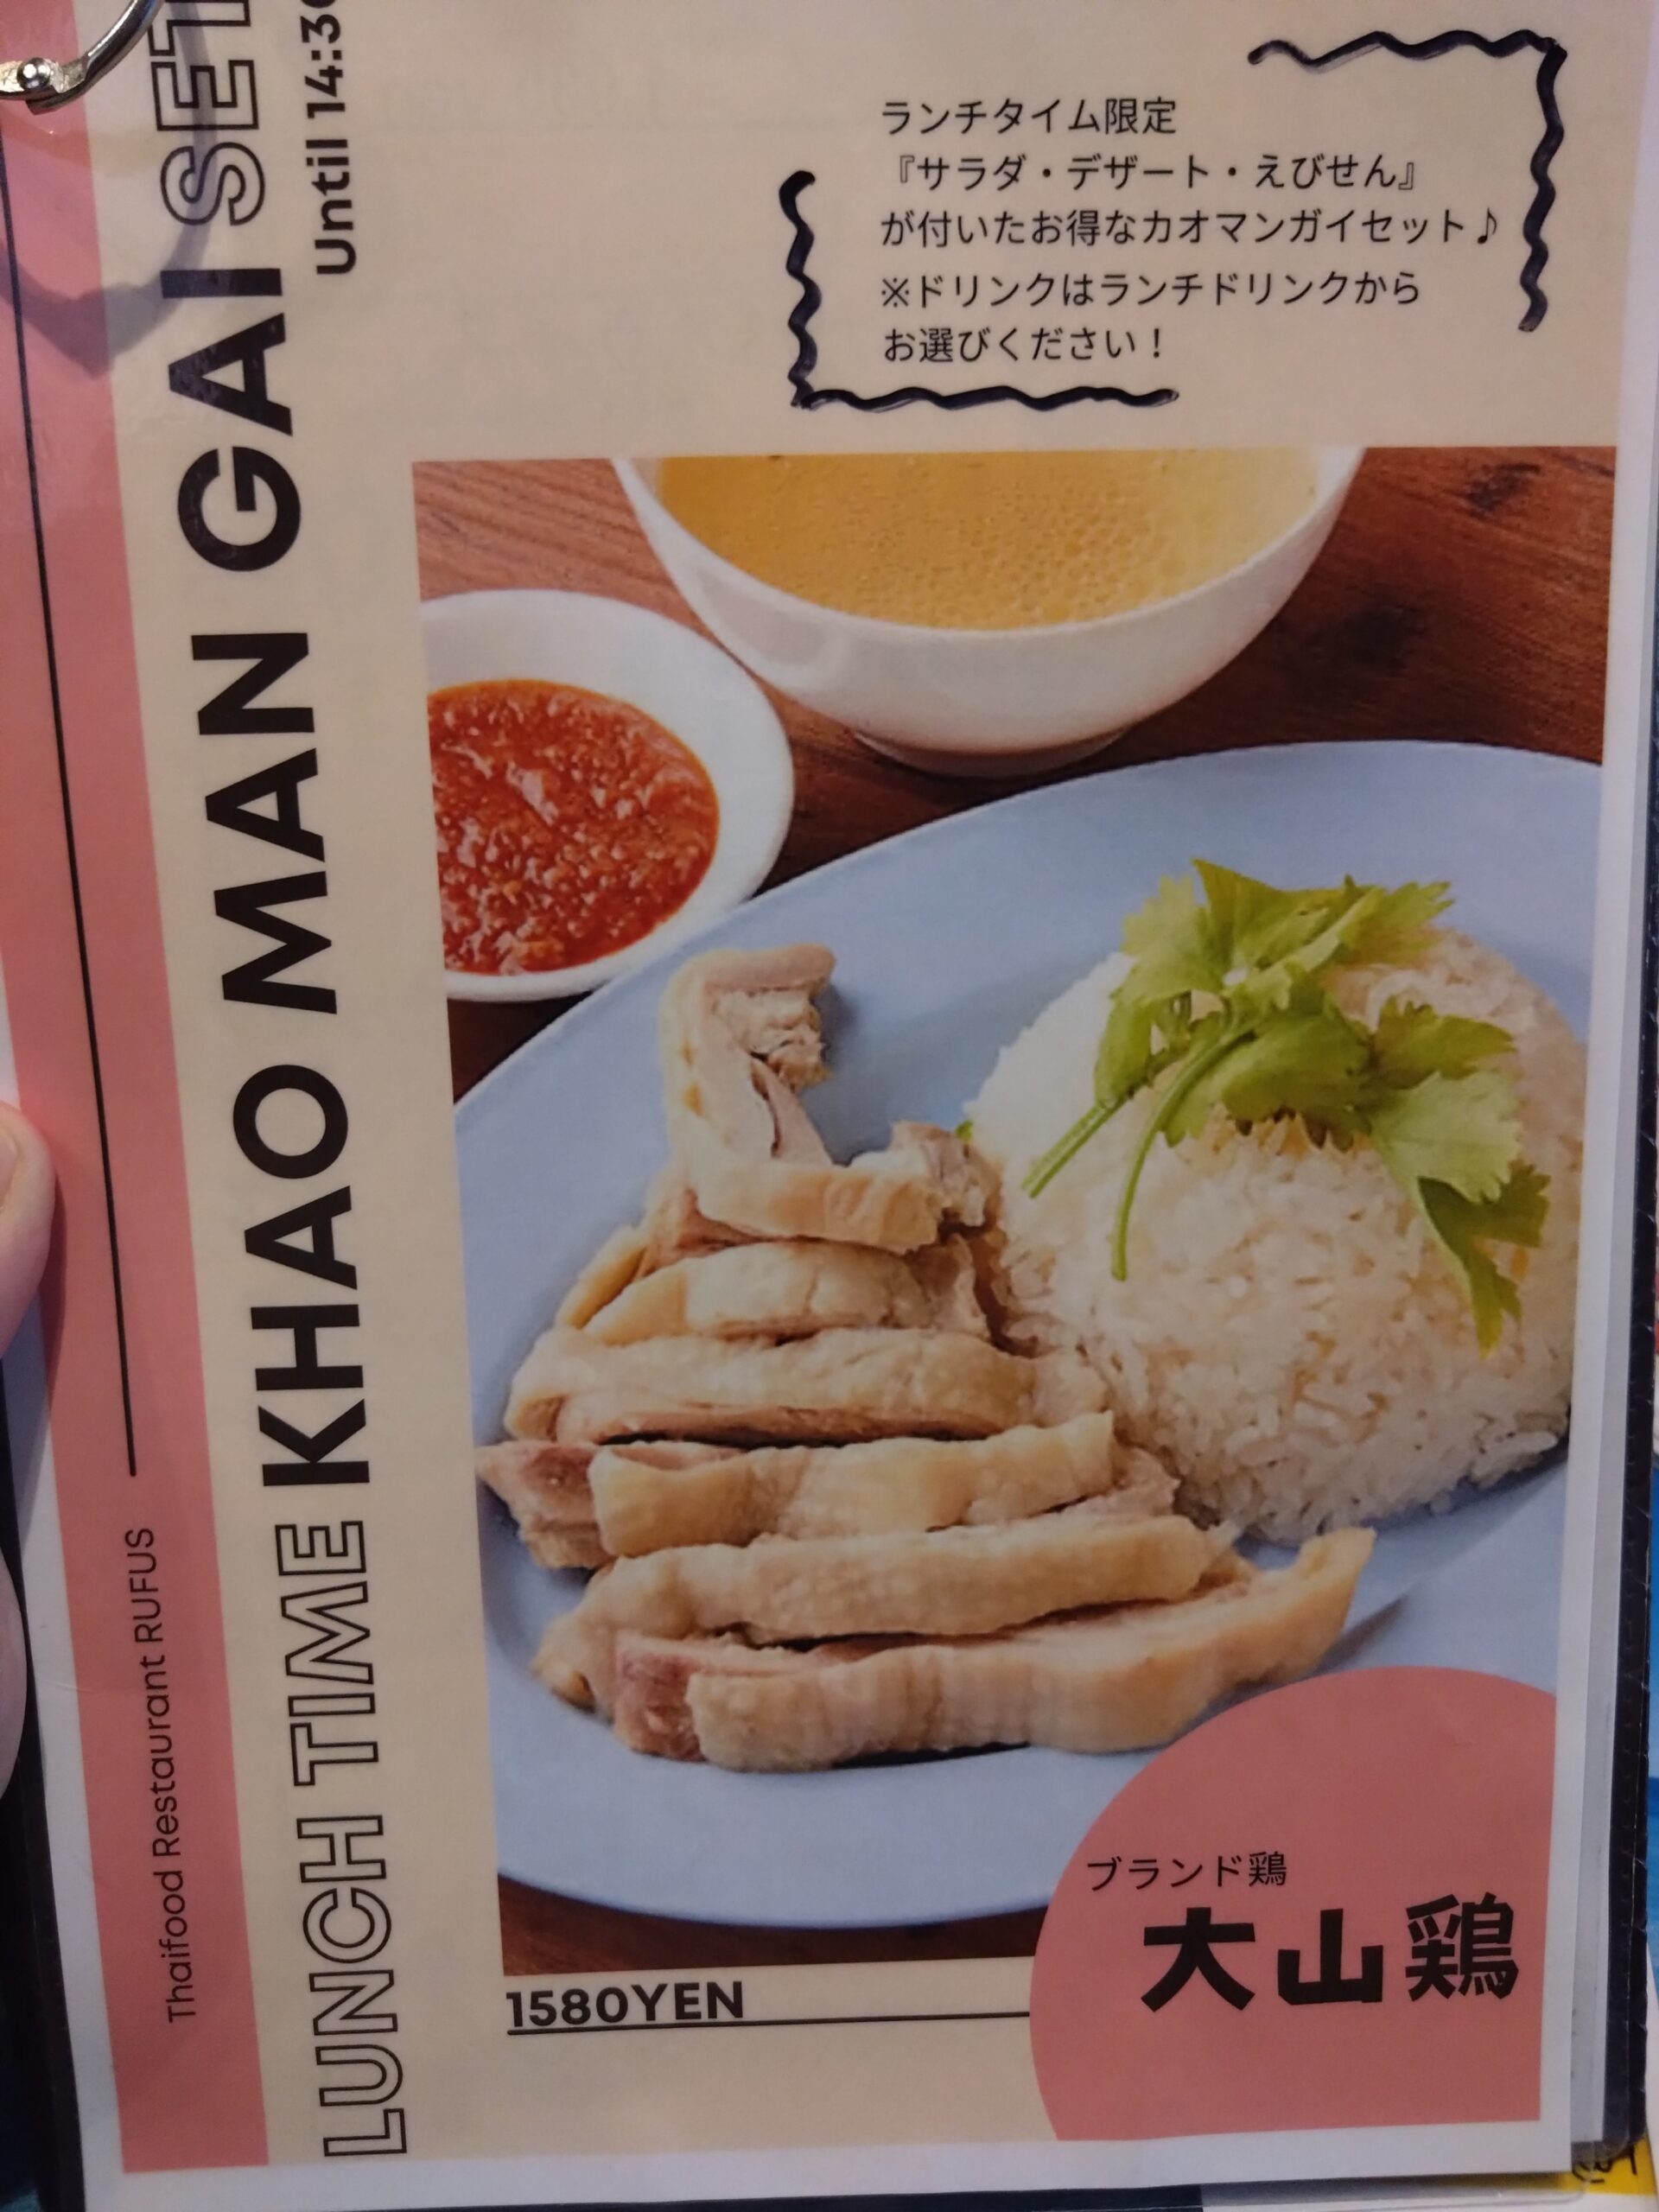 Thaifood Restaurant RUFUS
LUNCH TIME KHAO MAN GAI SET
Until 14:30
ランチタイム限定
『サラダ・デザート・えびせん』
が付いたお得なカオマンガイセット♪
※ドリンクはランチドリンクから
お選びください！
ブランド鶏
大山鶏
1580YEN